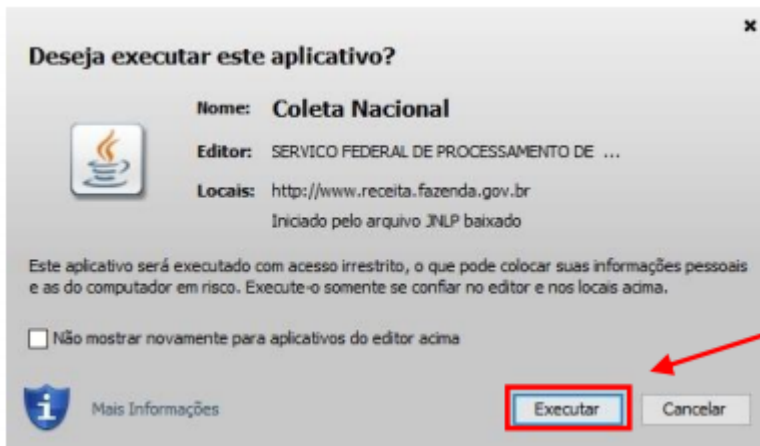 Deseja executar este aplicativo?
Nome: Coleta Nacional
Editor: SERVICO FEDERAL DE PROCESSAMENTO DE ...
Locais: http://www.receita.fazenda.gov.br
Iniciado pelo arquivo JNLP baixado
Este aplicativo será executado com acesso irrestrito, o que pode colocar suas informações pessoais
e as do computador em risco. Execute-o somente se confiar no editor e nos locais acima.
Não mostrar novamente para aplicativos do editor acima
Mais Informações
Executar
Cancelar